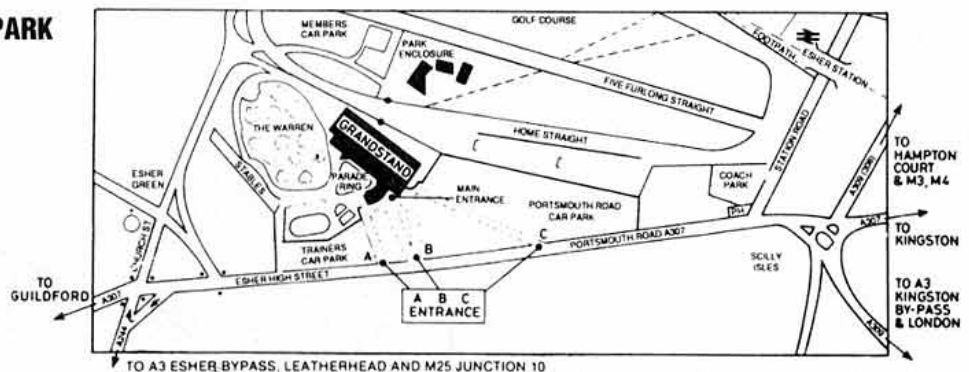 PARK
MEMBERS
CAR PARK
PARK
ENCLOSURE
GOLF COURSE
FOOTPATH
ESHER STATION
FIVE FURLONG STRAIGHT
HOME STRAIGHT
STATION ROAD
THE WARREN
GRANDSTAND
STABLES
PARADE
RING
MAIN
ENTRANCE
COACH
PARK
PH
PORTSMOUTH ROAD
CAR PARK
ESHER
GREEN
CHURCH ST
TRAINERS
CAR PARK
A
B
C
PORTSMOUTH ROAD A307
ESHER HIGH STREET
A B C
ENTRANCE
SCILLY
ISLES
TO
HAMPTON
COURT
& M3, M4
A307
TO
KINGSTON
TO A3
KINGSTON
BY-PASS
& LONDON
A309
TO
GUILDFORD
A307
A244
TO A3 ESHER BYPASS, LEATHERHEAD AND M25 JUNCTION 10